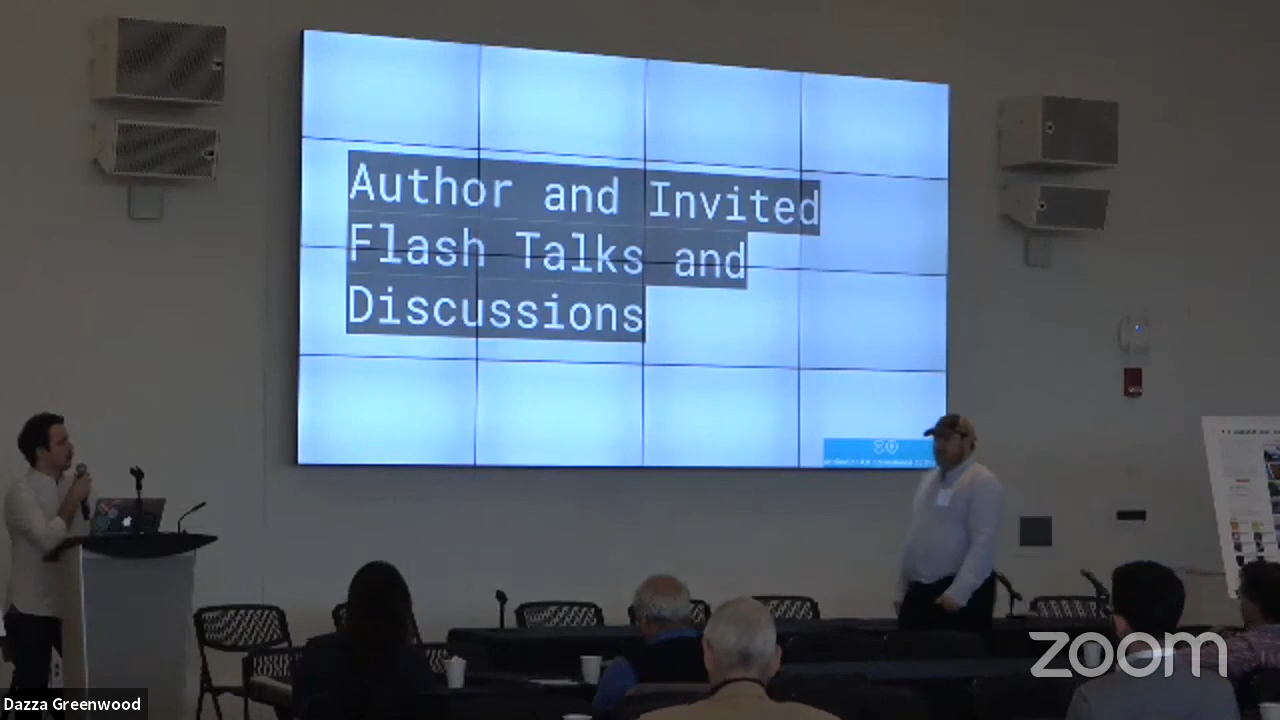 Author and Invited
Flash Talks and
Discussions
zoom
Dazza Greenwood